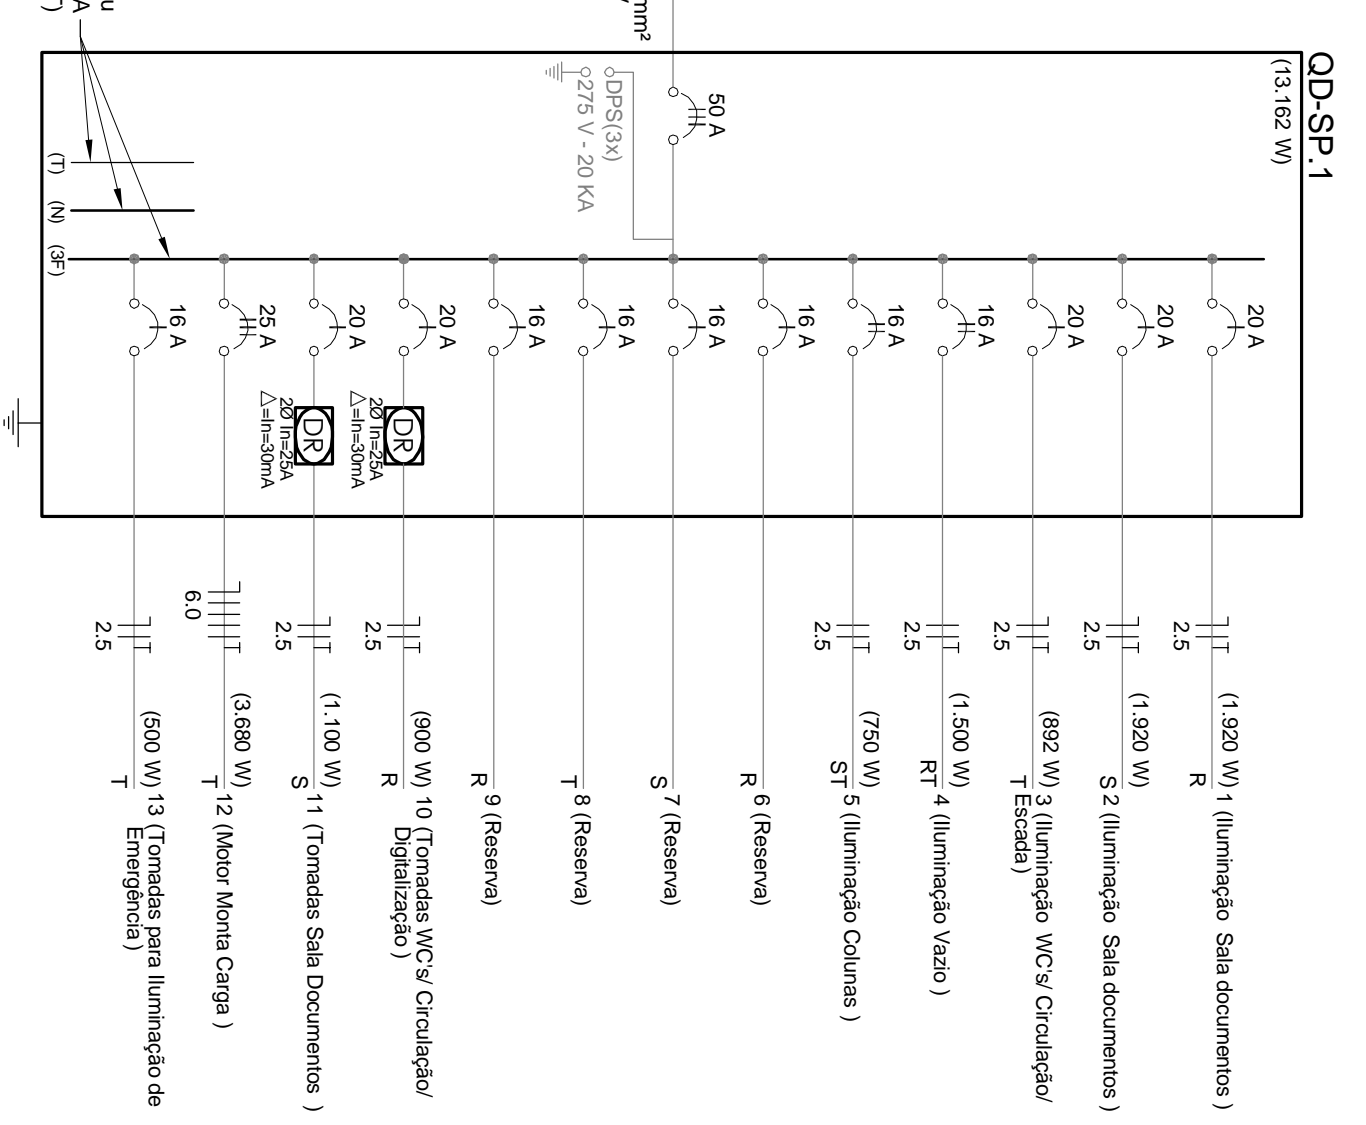 QD-SP.1
(13.162 W)
mm²
50 A
DPS(3x)
275 V - 20 KA
(T)
(N)
(3F)
20 A
2.5
(1.920 W)
R
1 (Iluminação Sala documentos )
20 A
2.5
(1.920 W)
S
2 (Iluminação Sala documentos )
20 A
2.5
(892 W)
T
3 (Iluminação WC's/ Circulação/
Escada )
16 A
2.5
(1.500 W)
RT
4 (Iluminação Vazio )
16 A
2.5
(750 W)
ST
5 (Iluminação Colunas )
16 A
R
6 (Reserva)
16 A
S
7 (Reserva)
16 A
T
8 (Reserva)
16 A
R
9 (Reserva)
20 A
DR
2Ø In=25A
△=In=30mA
2.5
(900 W)
R
10 (Tomadas WC's/ Circulação/
Digitalização )
20 A
DR
2Ø In=25A
△=In=30mA
2.5
(1.100 W)
S
11 (Tomadas Sala Documentos )
25 A
6.0
(3.680 W)
T
12 (Motor Monta Carga )
16 A
2.5
(500 W)
T
13 (Tomadas para Iluminação de
Emergência )
u
A
T)